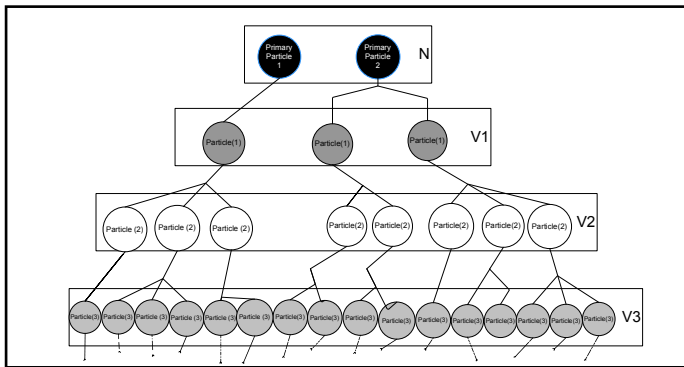 Primary
Particle
1
Primary
Particle
2
N
Particle(1)
Particle(1)
Particle(1)
V1
Particle (2)
Particle (2)
Particle (2)
Particle(2)
Particle(2)
Particle(2)
Particle(2)
Particle(2)
V2
Particle(3)
Particle (3)
Particle (3)
Particle (3)
Particle (3)
Particle (3)
Particle(3)
Particle(3)
Particle(3)
Particle(3)
Particle(3)
Particle(3)
Particle(3)
Particle(3)
Particle(3)
Particle(3)
V3